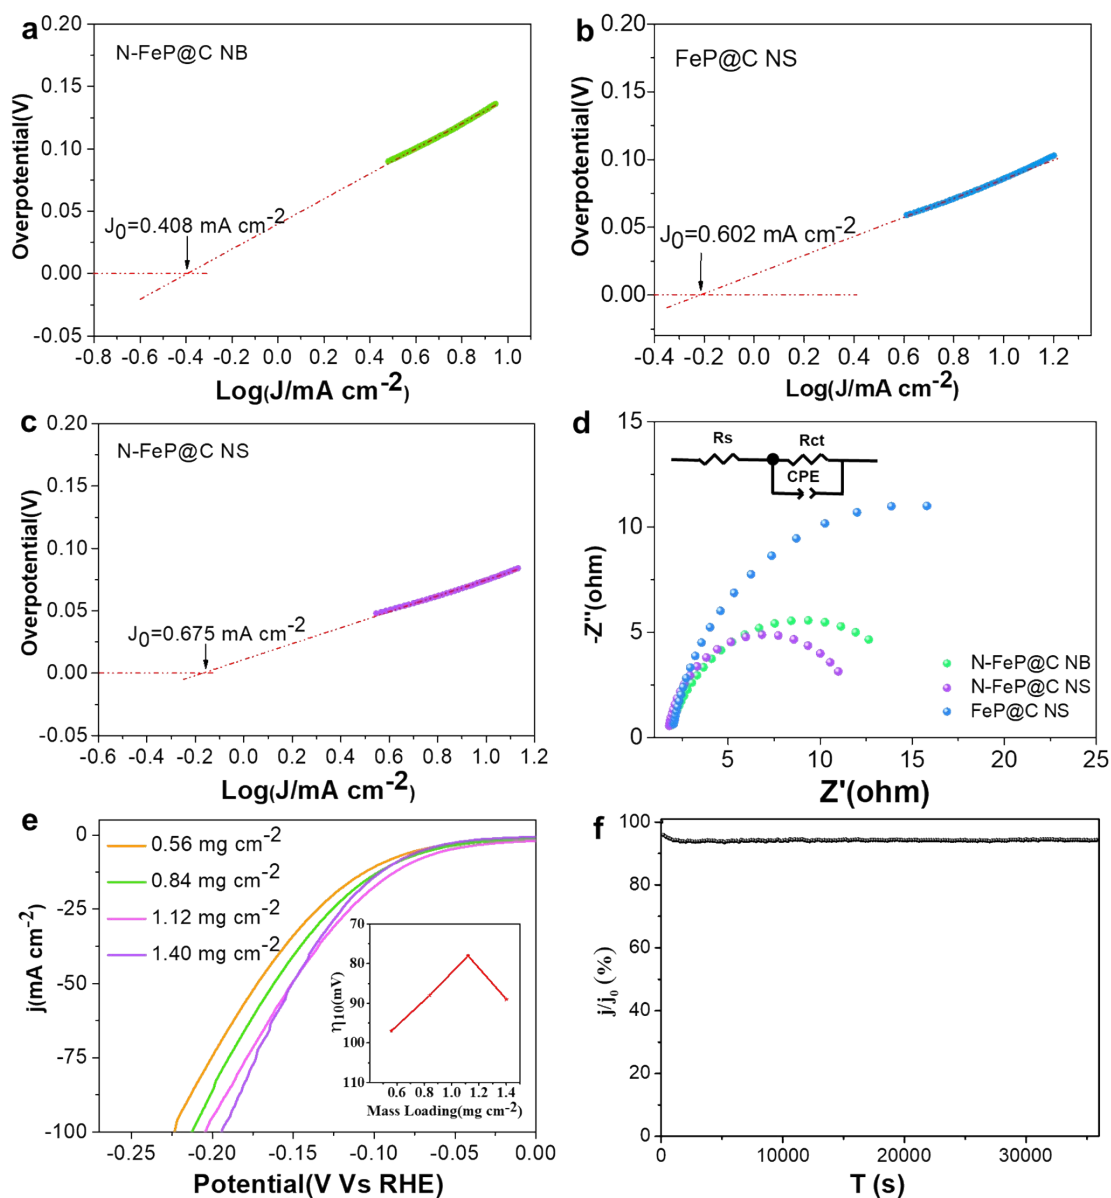 a
N-FeP@C NB
J0=0.408 mA cm-2
Overpotential(V)
0.20
0.15
0.10
0.05
0.00
-0.05
-0.8 -0.6 -0.4 -0.2 0.0 0.2 0.4 0.6 0.8 1.0
Log(J/mA cm-2)
b
FeP@C NS
J0=0.602 mA cm-2
Overpotential(V)
0.20
0.15
0.10
0.05
0.00
-0.4 -0.2 0.0 0.2 0.4 0.6 0.8 1.0 1.2
Log(J/mA cm-2)
c
N-FeP@C NS
J0=0.675 mA cm-2
Overpotential(V)
0.20
0.15
0.10
0.05
0.00
-0.05
-0.6 -0.4 -0.2 0.0 0.2 0.4 0.6 0.8 1.0 1.2
Log(J/mA cm-2)
d
Rs
Rct
CPE
-Z''(ohm)
15
10
5
0
N-FeP@C NB
N-FeP@C NS
FeP@C NS
5 10 15 20 25
Z'(ohm)
e
0.56 mg cm-2
0.84 mg cm-2
1.12 mg cm-2
1.40 mg cm-2
j(mA cm-2)
0
-25
-50
-75
-100
-0.25 -0.20 -0.15 -0.10 -0.05 0.00
Potential(V Vs RHE)
η10(mV)
70
80
90
100
110
0.6 0.8 1.0 1.2 1.4
Mass Loading(mg cm-2)
f
j/j0 (%)
100
80
60
40
20
0
0 10000 20000 30000
T (s)